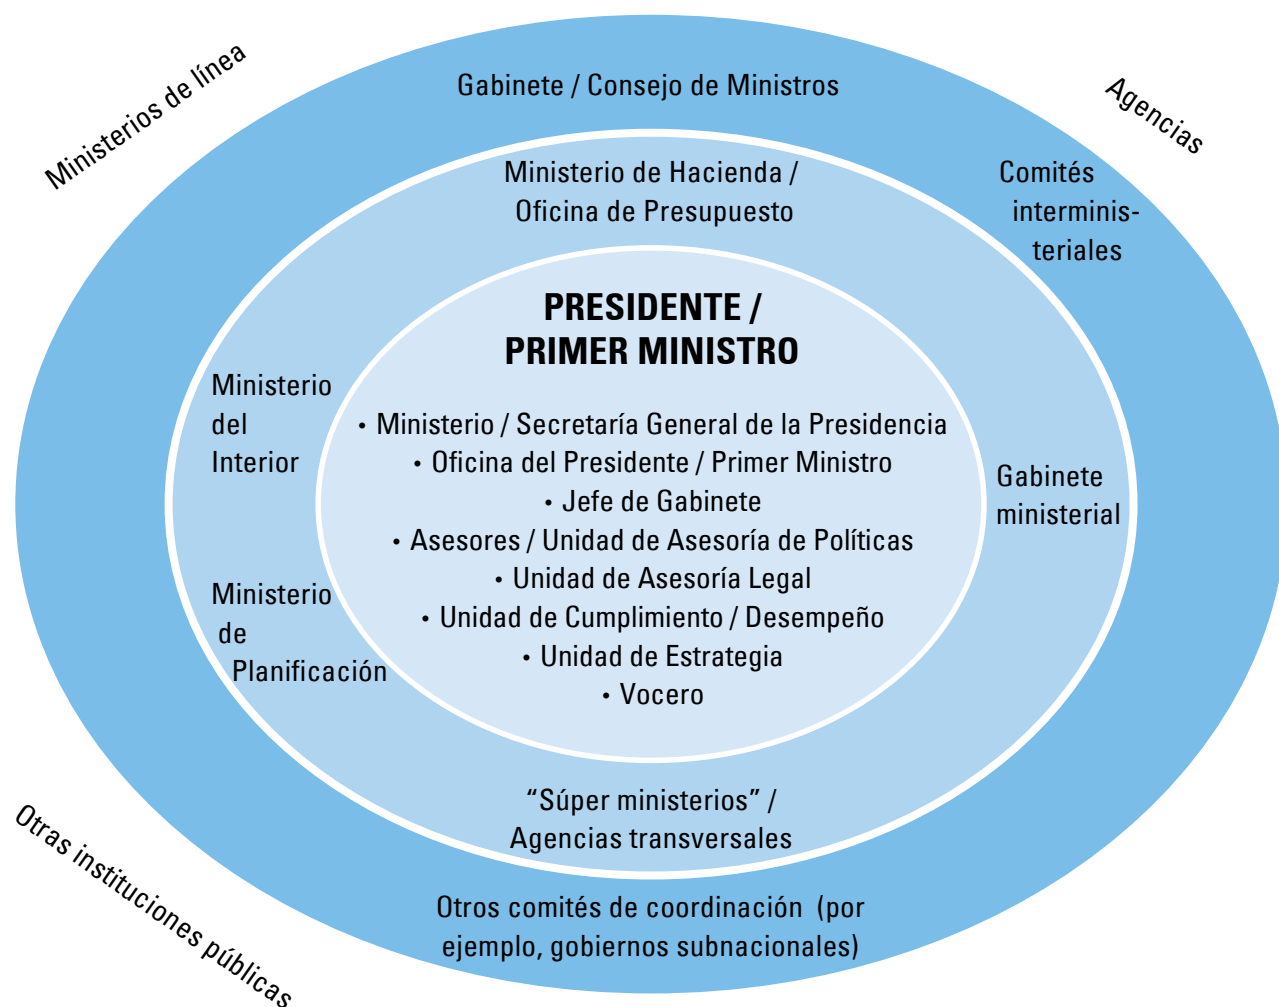 Ministerios de línea
Gabinete / Consejo de Ministros
Agencias
Ministerio de Hacienda /
Oficina de Presupuesto
Comités
interminis-
teriales
PRESIDENTE /
PRIMER MINISTRO
Ministerio
del
Interior
• Ministerio / Secretaría General de la Presidencia
• Oficina del Presidente / Primer Ministro
• Jefe de Gabinete
• Asesores / Unidad de Asesoría de Políticas
• Unidad de Asesoría Legal
• Unidad de Cumplimiento / Desempeño
• Unidad de Estrategia
• Vocero
Gabinete
ministerial
Ministerio
de
Planificación
“Súper ministerios” /
Agencias transversales
Otras instituciones públicas
Otros comités de coordinación (por
ejemplo, gobiernos subnacionales)